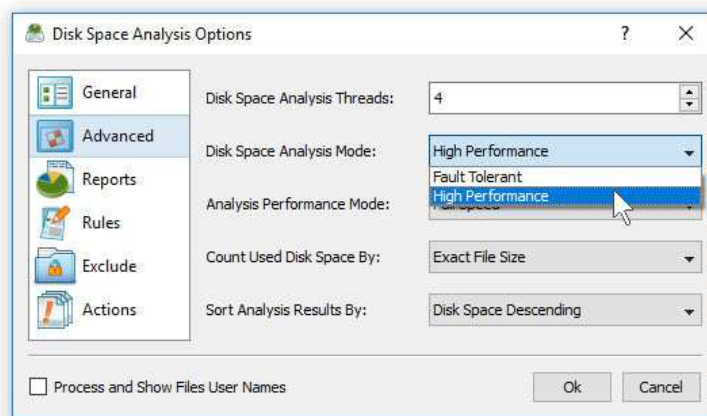 Disk Space Analysis Options
?
General
Advanced
Reports
Rules
Exclude
Actions
Disk Space Analysis Threads: 4
Disk Space Analysis Mode: High Performance
Fault Tolerant
High Performance
Analysis Performance Mode:
Count Used Disk Space By: Exact File Size
Sort Analysis Results By: Disk Space Descending
Process and Show Files User Names
Ok
Cancel